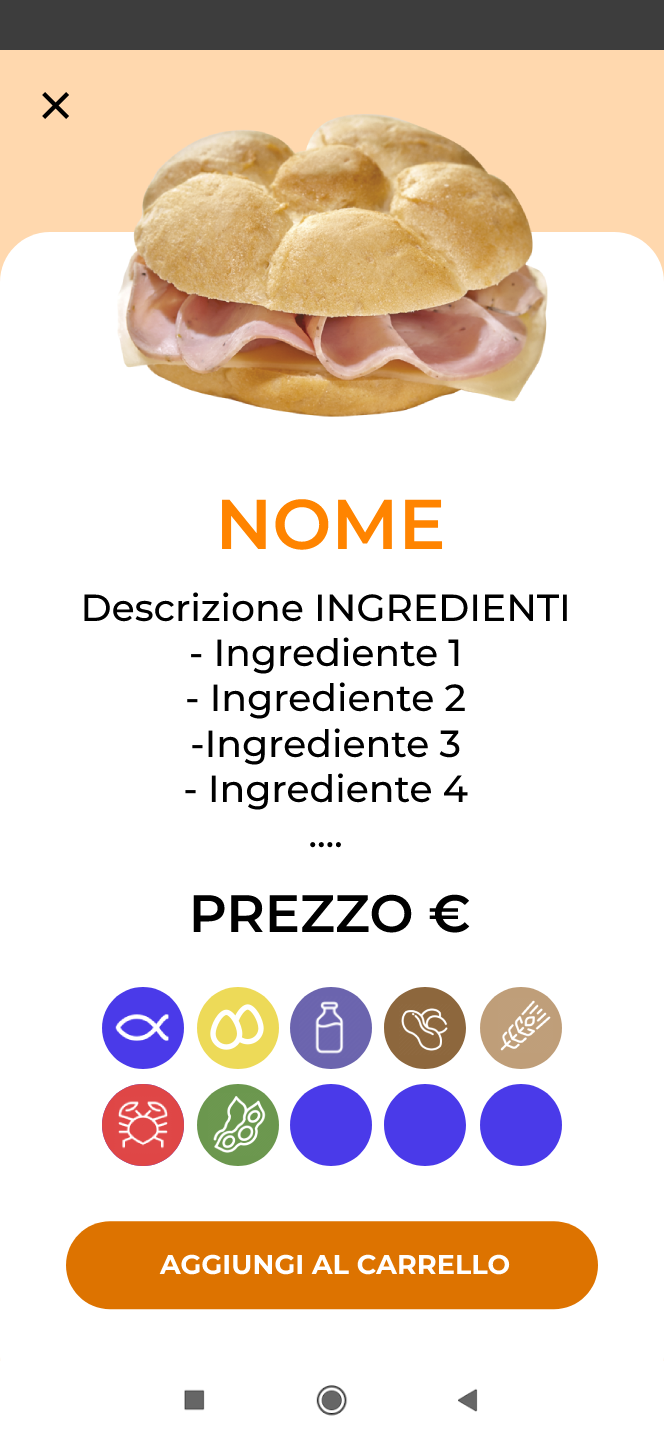 NOME
Descrizione INGREDIENTI
- Ingrediente 1
- Ingrediente 2
-Ingrediente 3
- Ingrediente 4
....
PREZZO €
AGGIUNGI AL CARRELLO